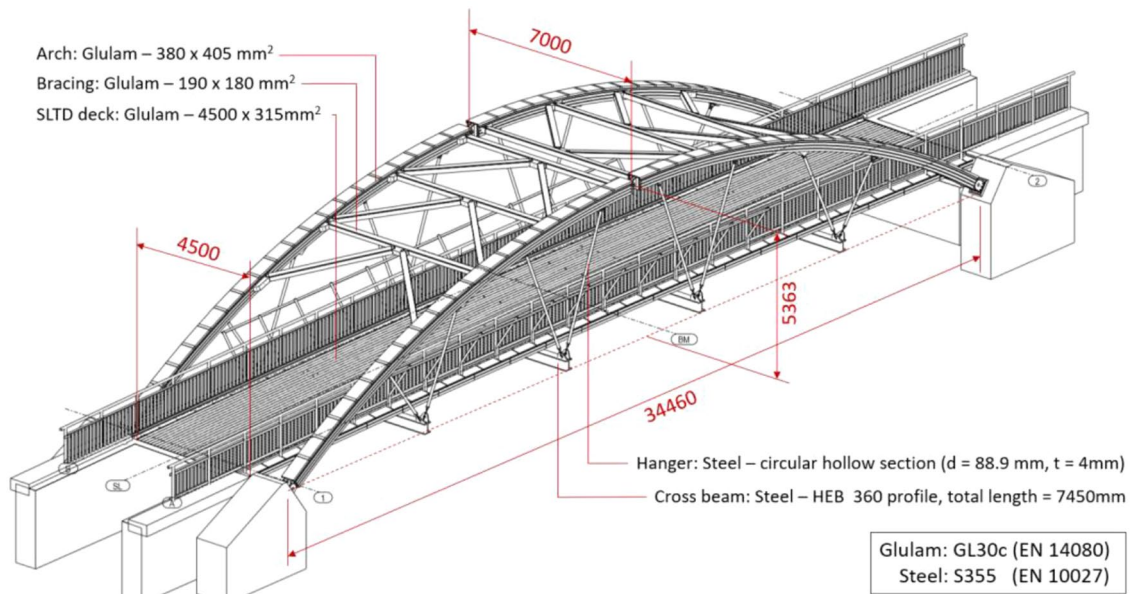 Arch: Glulam – 380 x 405 mm²
Bracing: Glulam – 190 x 180 mm²
SLTD deck: Glulam – 4500 x 315mm²
7000
4500
5363
34460
2
BM
SL
A
1
Hanger: Steel – circular hollow section (d = 88.9 mm, t = 4mm)
Cross beam: Steel – HEB 360 profile, total length = 7450mm
Glulam: GL30c (EN 14080)
Steel: S355 (EN 10027)